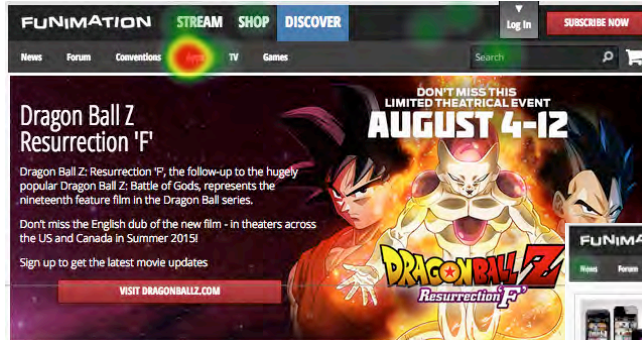 FUNIMATION STREAM SHOP DISCOVER Log In SUBSCRIBE NOW
News Forum Conventions TV Games Search
Dragon Ball Z
Resurrection 'F'
Dragon Ball Z: Resurrection 'F', the follow-up to the hugely
popular Dragon Ball Z: Battle of Gods, represents the
nineteenth feature film in the Dragon Ball series.
Don't miss the English dub of the new film - in theaters across
the US and Canada in Summer 2015!
Sign up to get the latest movie updates
VISIT DRAGONBALLZ.COM
DON'T MISS THIS
LIMITED THEATRICAL EVENT
AUGUST 4-12
DRAGON BALL Z
Resurrection 'F'
FUNIMA
News Forum